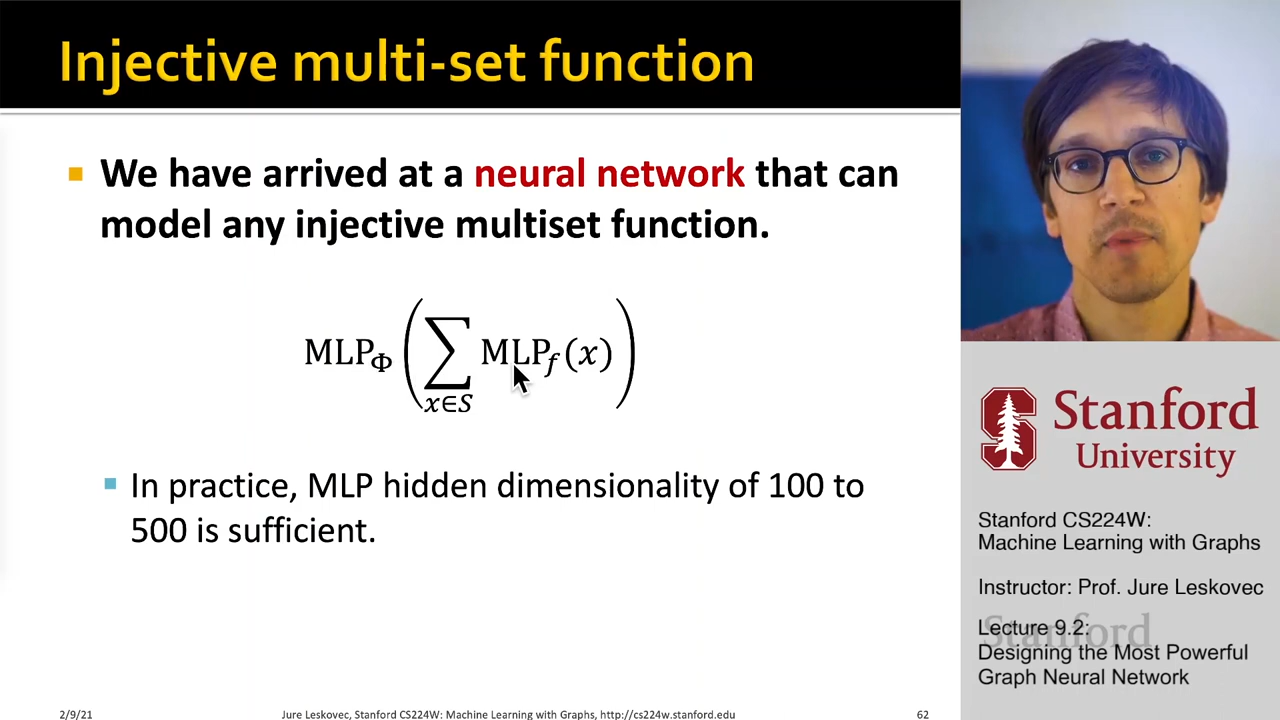 Injective multi-set function
We have arrived at a neural network that can
model any injective multiset function.
MLP_Φ ( ∑_{x∈S} MLP_f(x) )
In practice, MLP hidden dimensionality of 100 to
500 is sufficient.
2/9/21
Jure Leskovec, Stanford CS224W: Machine Learning with Graphs, http://cs224w.stanford.edu
62
Stanford
University
Stanford CS224W:
Machine Learning with Graphs
Instructor: Prof. Jure Leskovec
Stanford
Lecture 9.2:
Designing the Most Powerful
Graph Neural Network